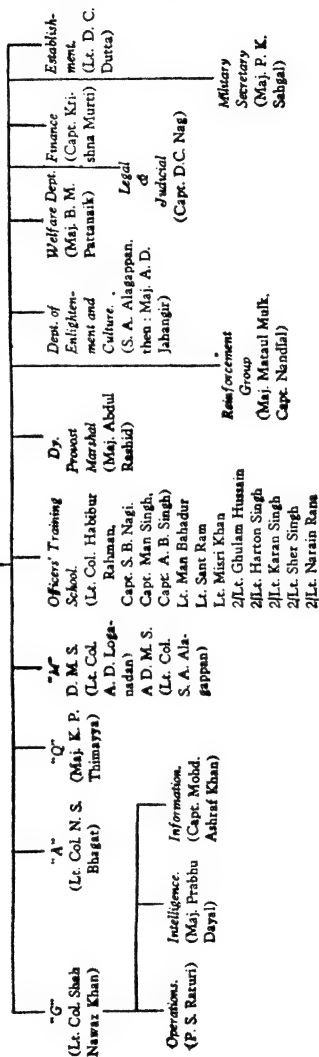 "G"
(Lt. Col. Shah
Nawaz Khan)
Operations.
(P. S. Raturi)
Intelligence.
(Maj. Prabhu
Dayal)
Information.
(Capt. Mohd.
Ashraf Khan)
"A"
(Lt. Col. N. S.
Bhagat)
"Q"
(Maj. K. P.
Thimayya)
"M"
D. M. S.
(Lt. Col.
A. D. Loga-
nadan)
A D. M. S.
(Lt. Col.
S. A. Ala-
gappan)
Officers' Training
School.
(Lt. Col. Habibur
Rahman,
Capt. S. B. Nagi.
Capt. Man Singh,
Capt. A. B. Singh)
Lt. Man Bahadur
Lt. Sant Ram
Lt. Misri Khan
2/Lt. Ghulam Hussain
2/Lt. Harton Singh
2/Lt. Karan Singh
2/Lt. Sher Singh
2/Lt. Narain Rana
Dy.
Provost
Marshal
(Maj. Abdul
Rashid)
Reinforcement
Group
(Maj. Mataul Mulk,
Capt. Nandlal)
Dept. of
Enlighten-
ment and
Culture.
(S. A. Alagappan,
then : Maj. A. D.
Jahangir)
Welfare Dept.
(Maj. B. M.
Pattanaik)
Legal
&
Judicial
(Capt. D.C. Nag)
Finance
((Capt. Kri-
shna Murti)
Military
Secretary
(Maj. P. K.
Sahgal)
Establish-
ment.
(Lt. D. C.
Dutta)